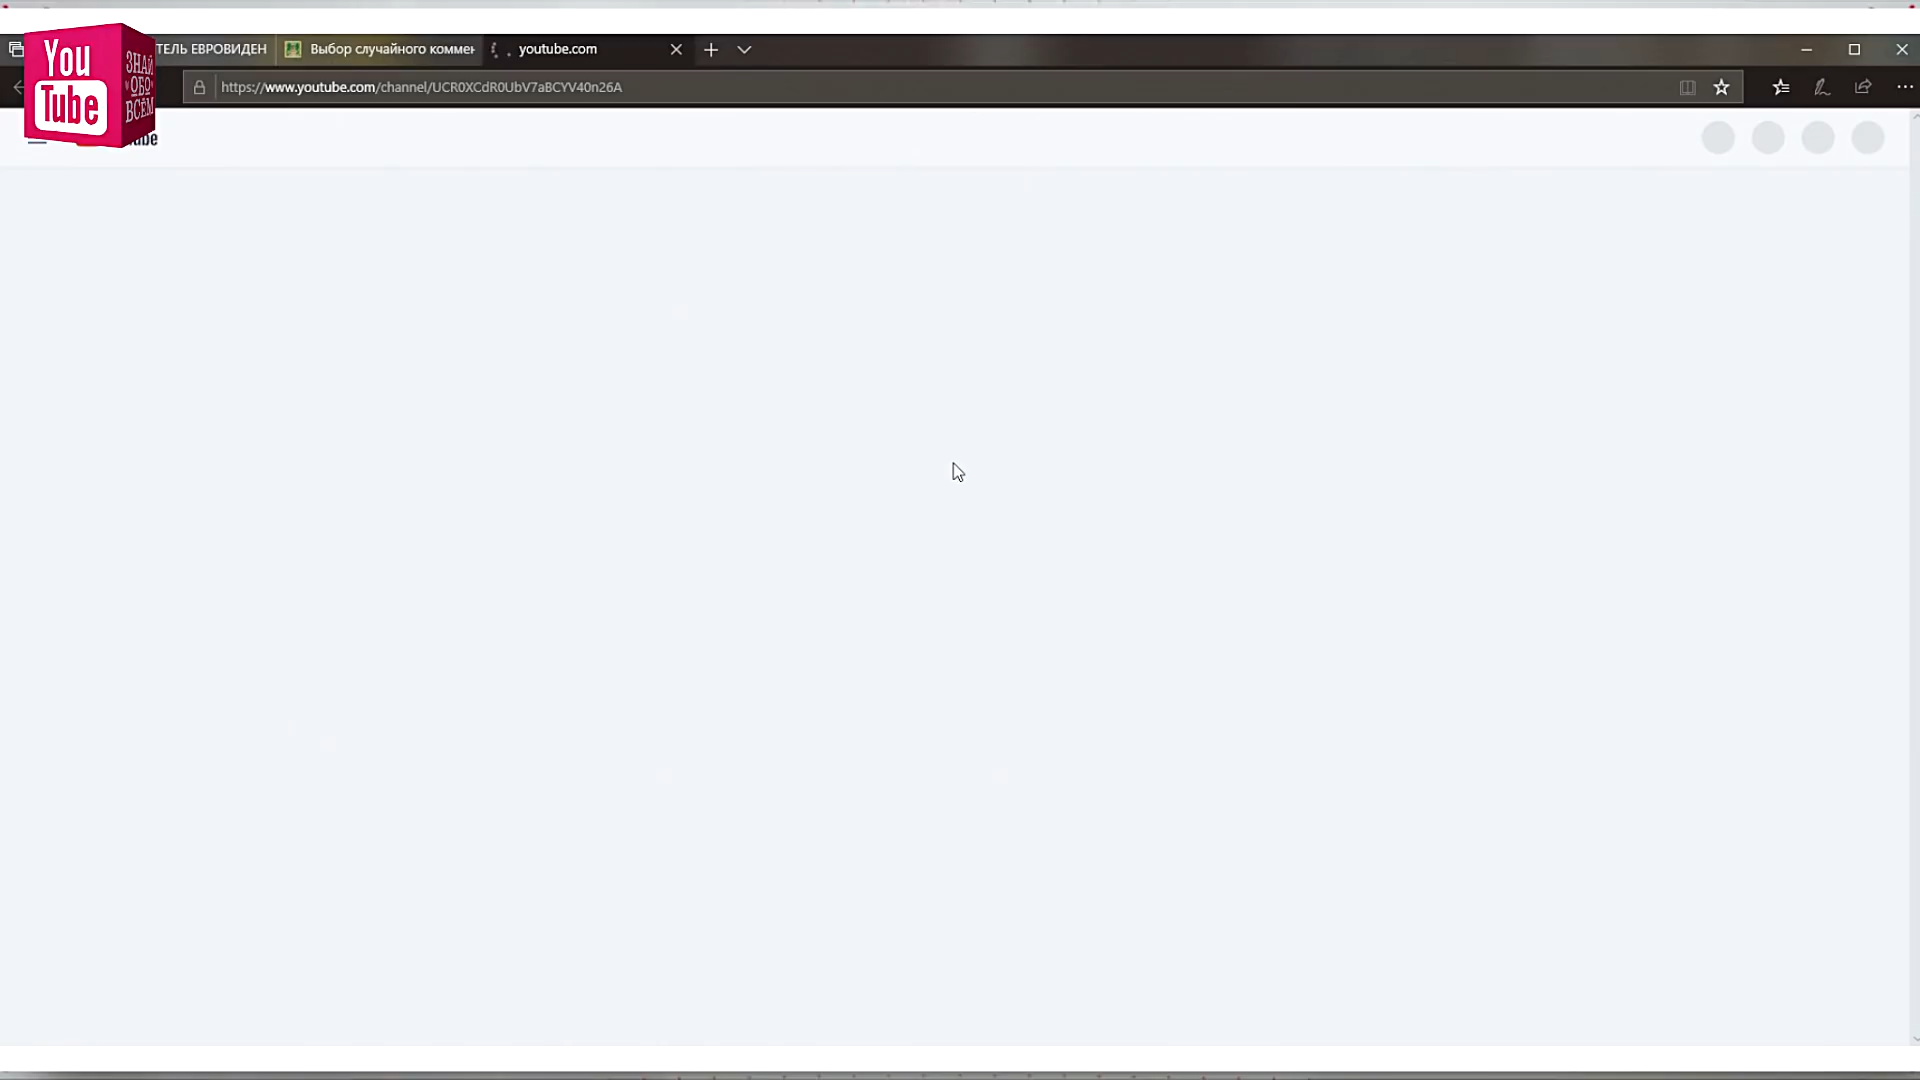 You
Tube
ЗНАЙ
ОБО
ВСЁМ
ТЕЛЬ ЕВРОВИДЕН
Выбор случайного коммен
youtube.com
https://www.youtube.com/channel/UCR0XCdR0UbV7aBCYV40n26A